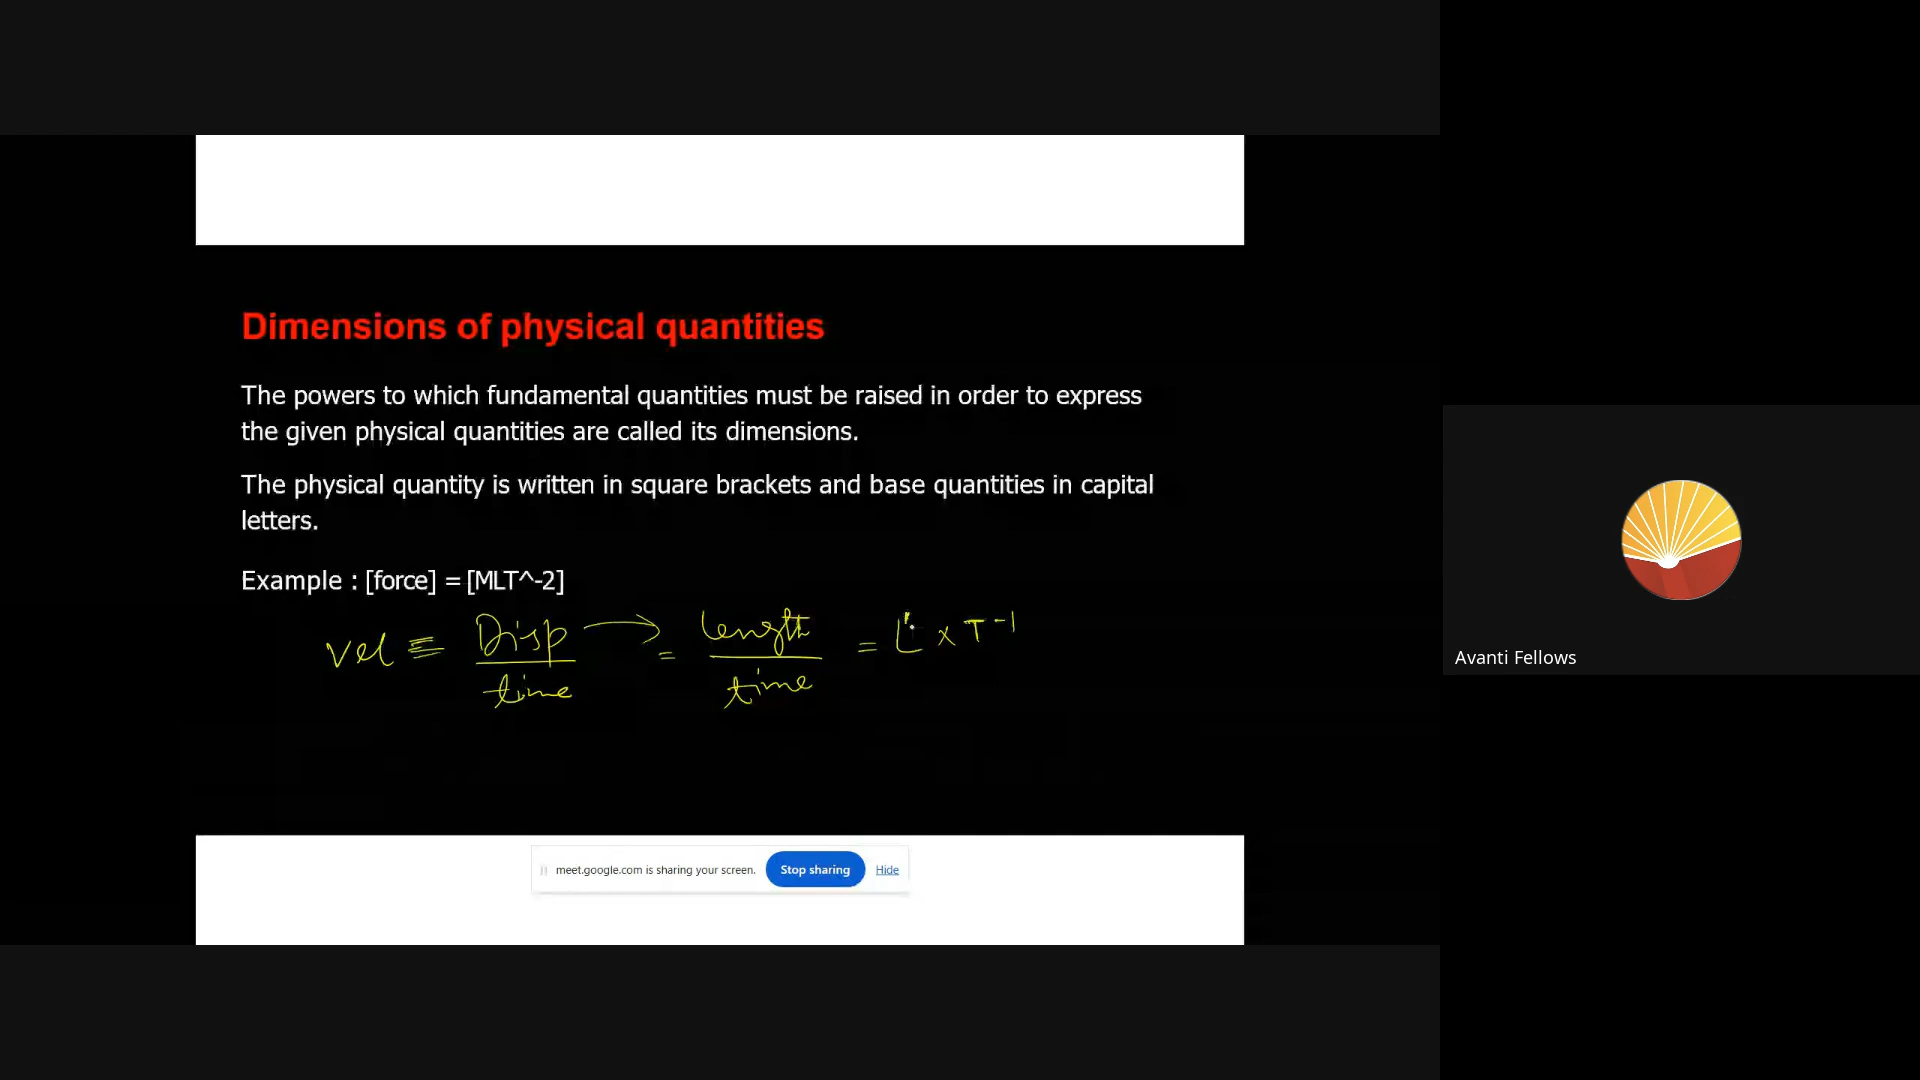 Dimensions of physical quantities
The powers to which fundamental quantities must be raised in order to express
the given physical quantities are called its dimensions.
The physical quantity is written in square brackets and base quantities in capital
letters.
Example : [force] = [MLT^-2]
vel ≡ Disp/time → = length/time = L' x T^-1
meet.google.com is sharing your screen. Stop sharing Hide
Avanti Fellows